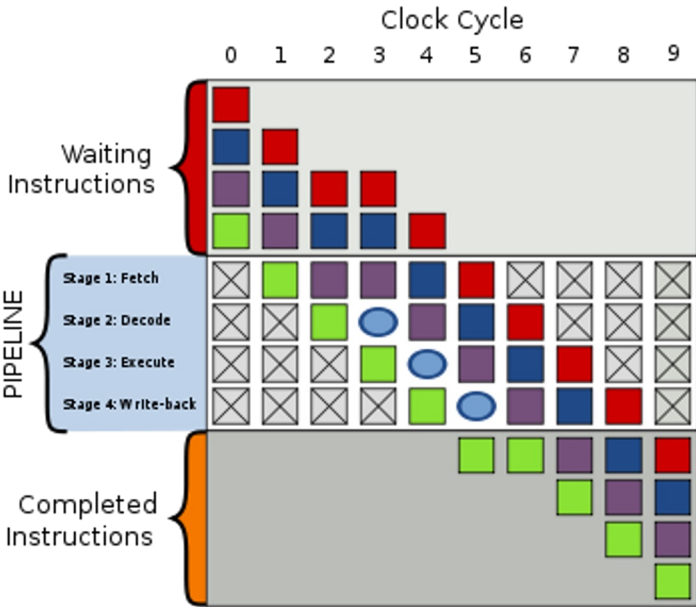 Clock Cycle
0 1 2 3 4 5 6 7 8 9
Waiting
Instructions
PIPELINE
Stage 1: Fetch
Stage 2: Decode
Stage 3: Execute
Stage 4: Write-back
Completed
Instructions